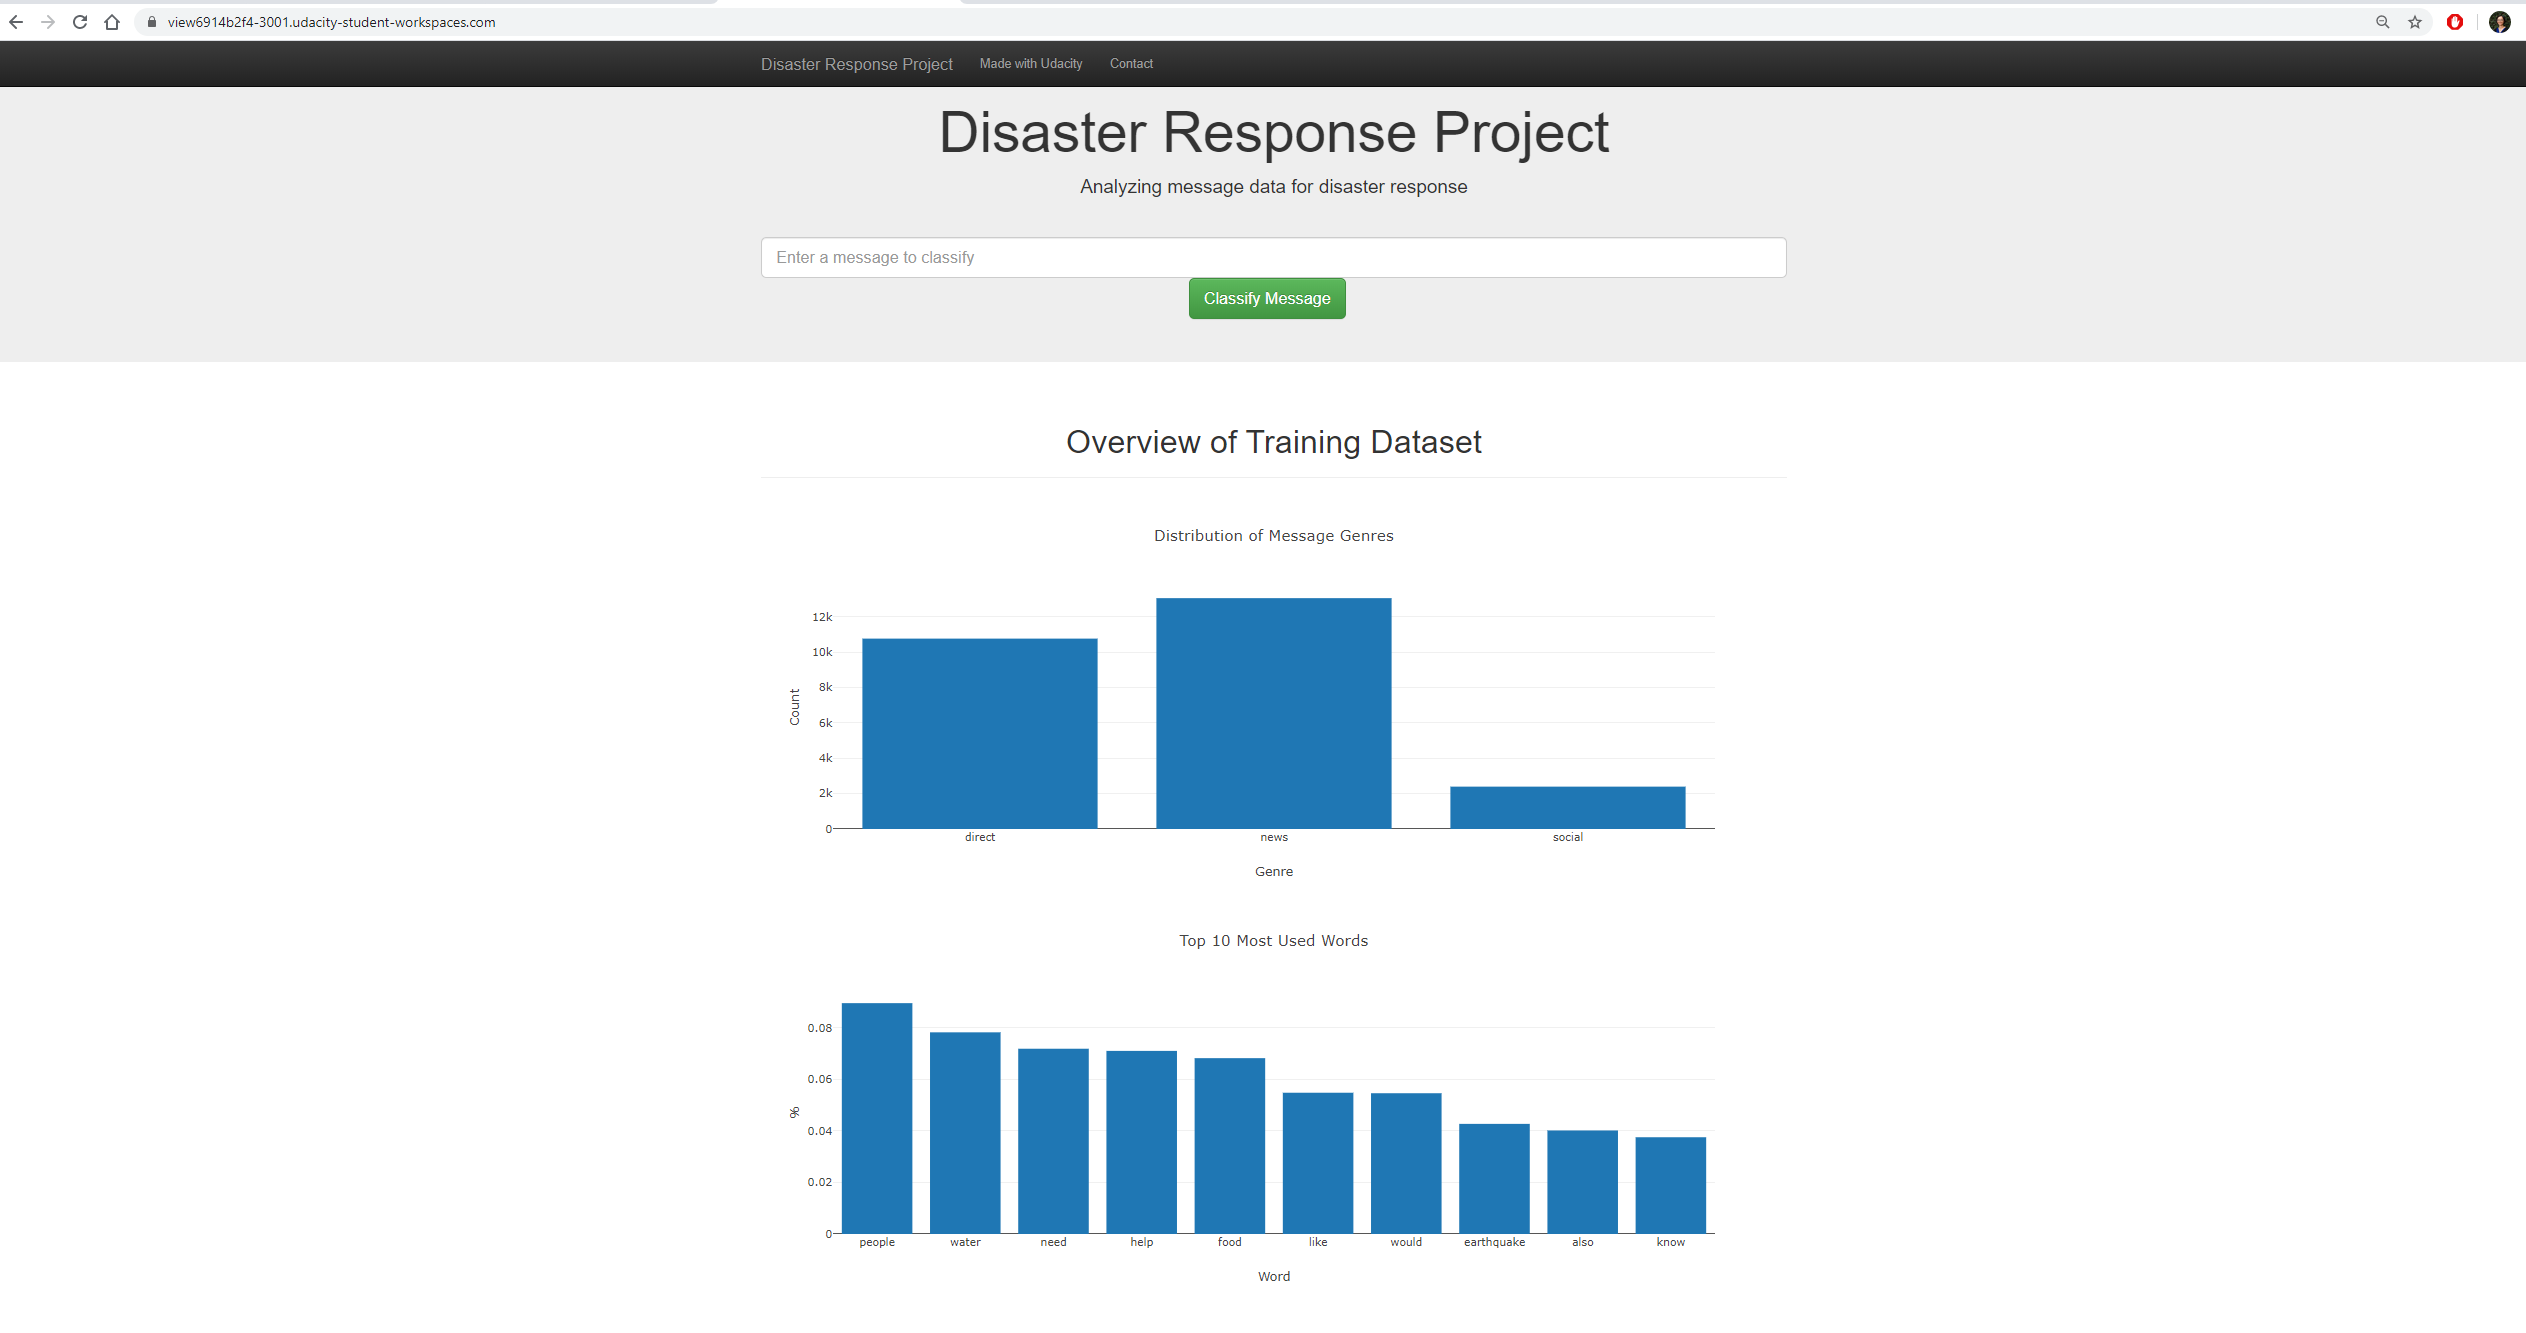 view6914b2f4-3001.udacity-student-workspaces.com
Disaster Response Project Made with Udacity Contact
Disaster Response Project
Analyzing message data for disaster response
Enter a message to classify
Classify Message
Overview of Training Dataset
Distribution of Message Genres
12k
10k
8k
6k
4k
2k
0
Count
direct news social
Genre
Top 10 Most Used Words
0.08
0.06
0.04
0.02
0
%
people water need help food like would earthquake also know
Word